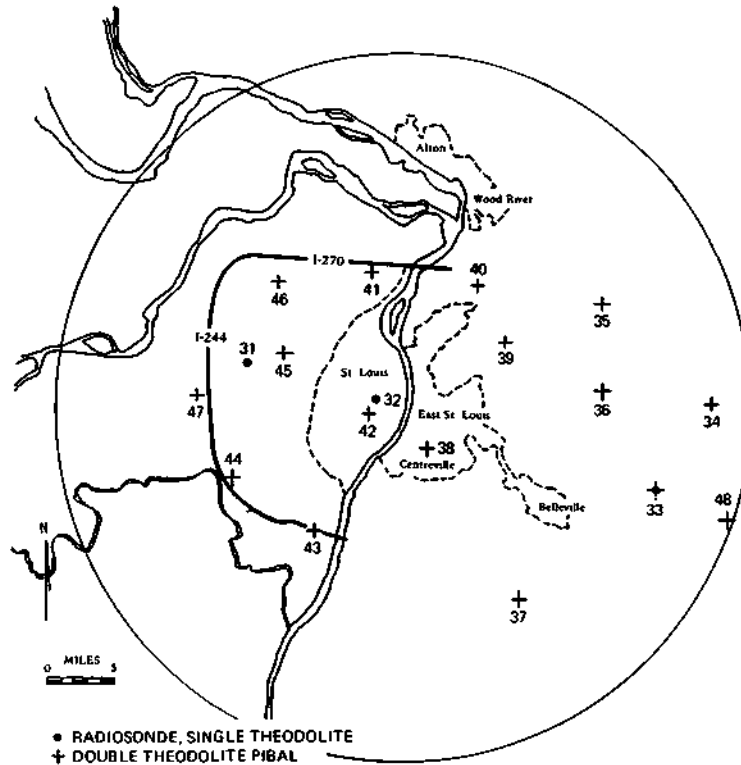 Alton
Wood River
I-270
40
41
46
35
I-244
31
39
45
St Louis
32
36
34
47
42
East St Louis
38
44
Centreville
48
33
Belleville
N
43
37
MILES
0 5
● RADIOSONDE, SINGLE THEODOLITE
+ DOUBLE THEODOLITE PIBAL